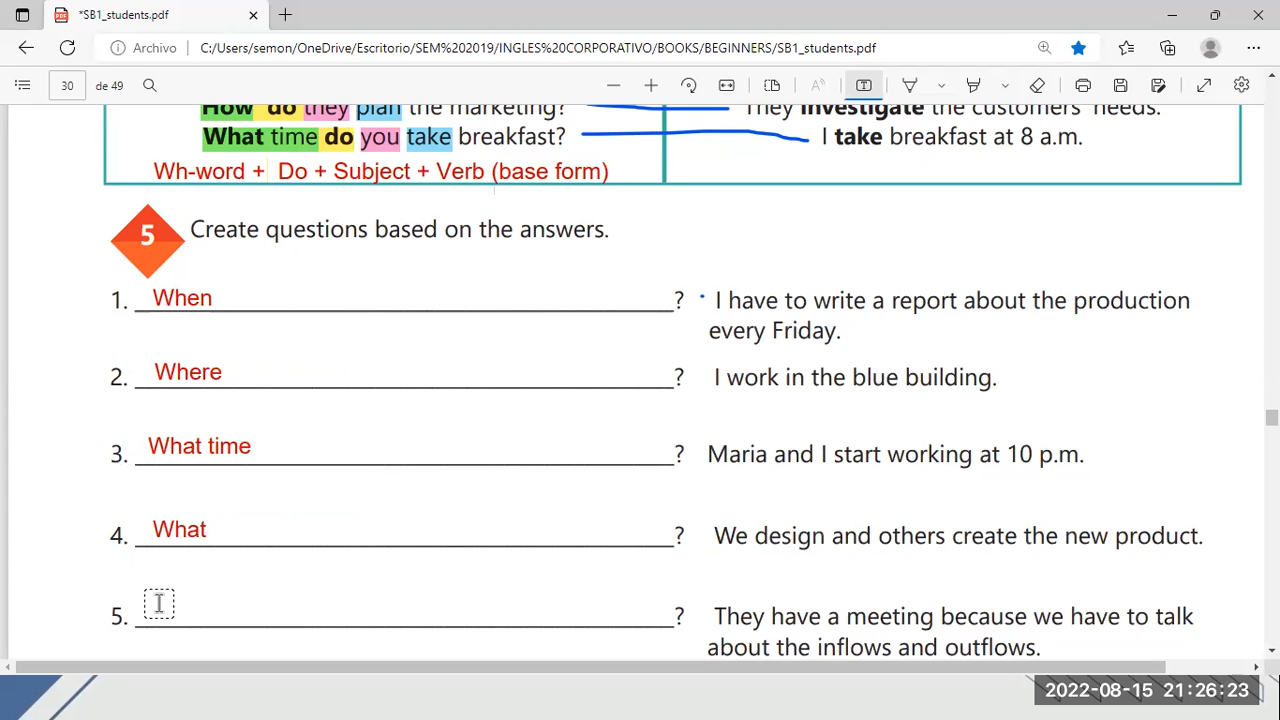 *SB1_students.pdf
Archivo C:/Users/semon/OneDrive/Escritorio/SEM%202019/INGLES%20CORPORATIVO/BOOKS/BEGINNERS/SB1_students.pdf
30 de 49
How do they plan the marketing? They investigate the customers' needs.
What time do you take breakfast? I take breakfast at 8 a.m.
Wh-word + Do + Subject + Verb (base form)
5 Create questions based on the answers.
1. When ? I have to write a report about the production
every Friday.
2. Where ? I work in the blue building.
3. What time ? Maria and I start working at 10 p.m.
4. What ? We design and others create the new product.
5. ? They have a meeting because we have to talk
about the inflows and outflows.
2022-08-15 21:26:23